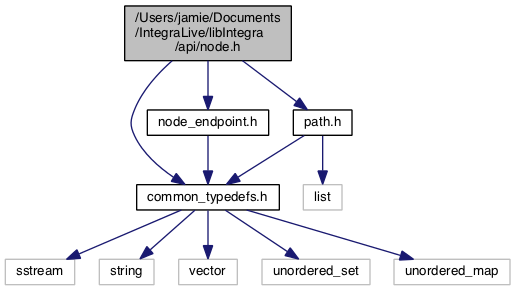 /Users/jamie/Documents
/IntegraLive/libIntegra
/api/node.h
node_endpoint.h
path.h
common_typedefs.h
list
sstream
string
vector
unordered_set
unordered_map